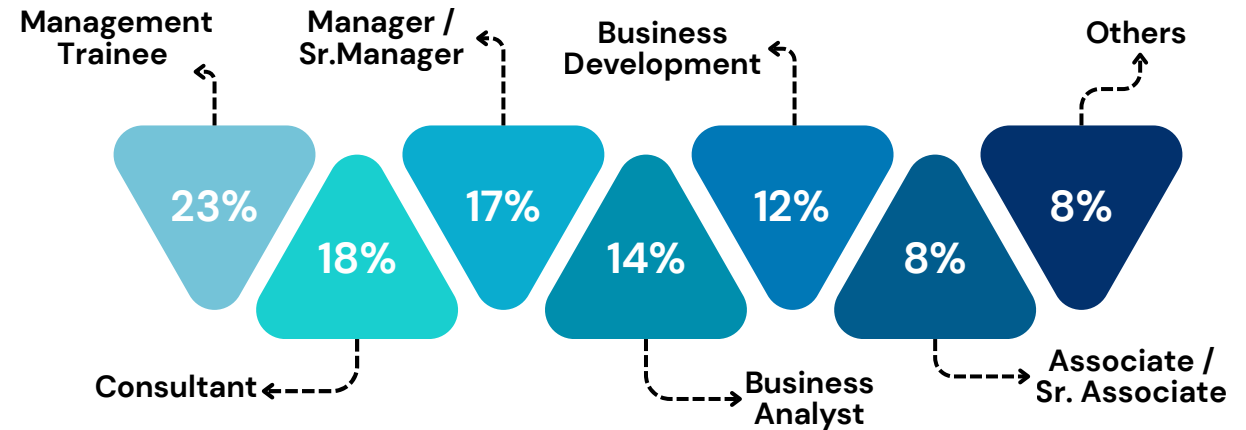 Management
Trainee
Manager /
Sr.Manager
Business
Development
Others
23%
18%
17%
14%
12%
8%
8%
Consultant
Business
Analyst
Associate /
Sr. Associate